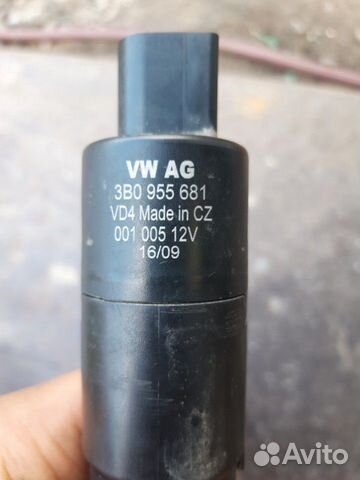 VW AG
3B0 955 681
VD4 Made in CZ
001 005 12V
16/09
Avito